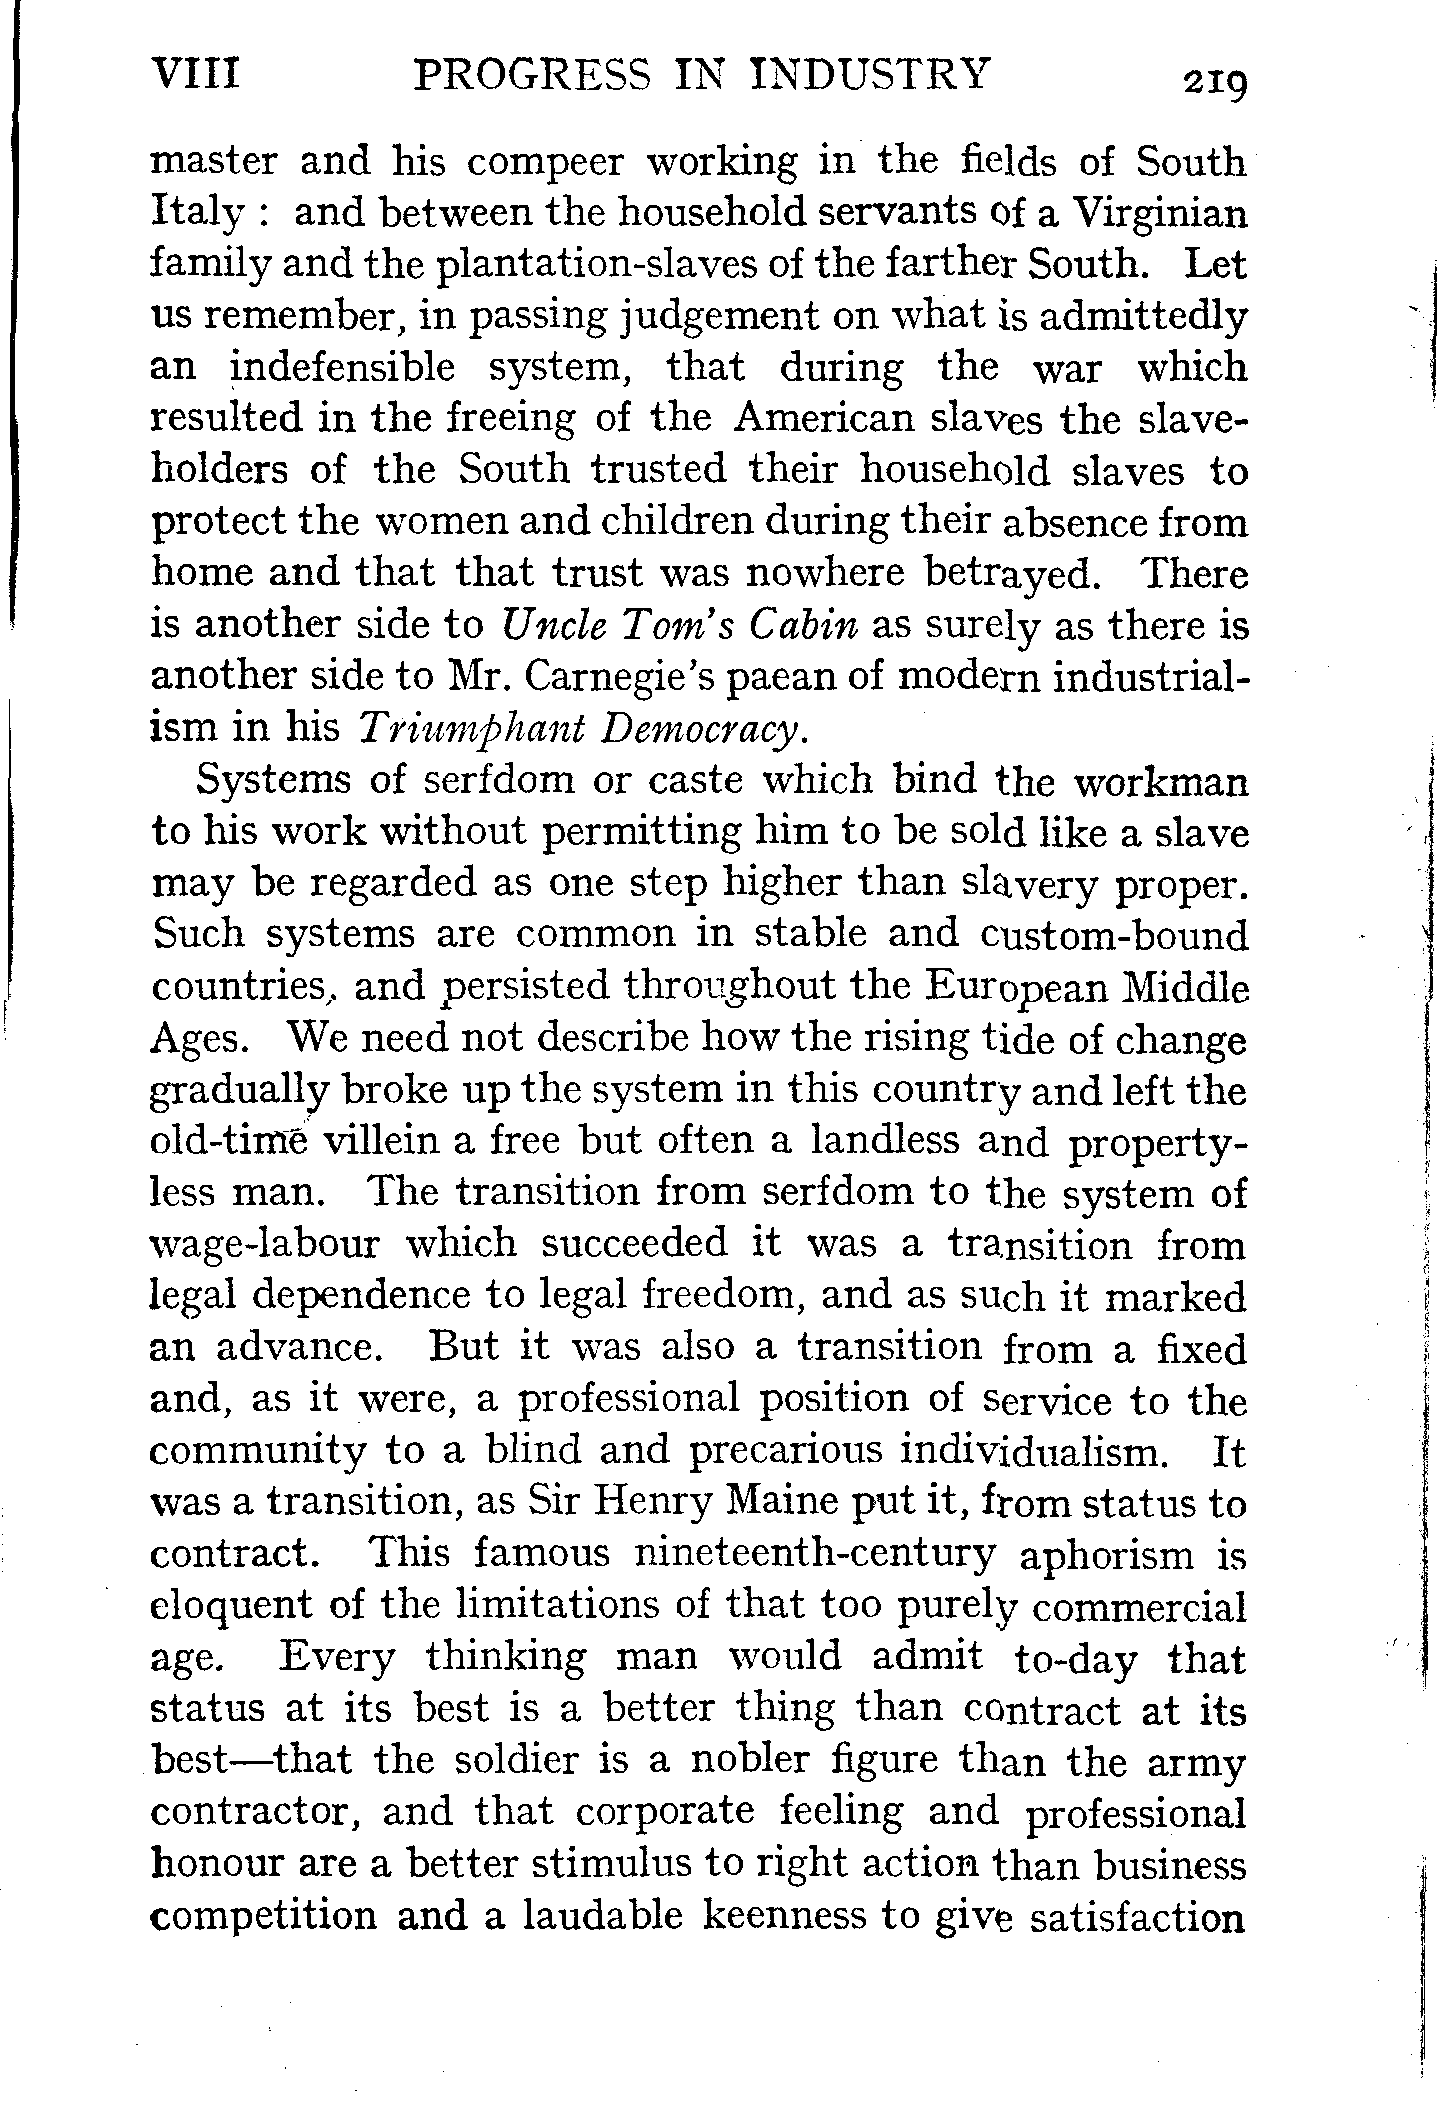 VIII PROGRESS IN INDUSTRY 219
master and his compeer working in the fields of South
Italy : and between the household servants of a Virginian
family and the plantation-slaves of the farther South. Let
us remember, in passing judgement on what is admittedly
an indefensible system, that during the war which
resulted in the freeing of the American slaves the slave-
holders of the South trusted their household slaves to
protect the women and children during their absence from
home and that that trust was nowhere betrayed. There
is another side to Uncle Tom's Cabin as surely as there is
another side to Mr. Carnegie's paean of modern industrial-
ism in his Triumphant Democracy.
Systems of serfdom or caste which bind the workman
to his work without permitting him to be sold like a slave
may be regarded as one step higher than slavery proper.
Such systems are common in stable and custom-bound
countries, and persisted throughout the European Middle
Ages. We need not describe how the rising tide of change
gradually broke up the system in this country and left the
old-time villein a free but often a landless and property-
less man. The transition from serfdom to the system of
wage-labour which succeeded it was a transition from
legal dependence to legal freedom, and as such it marked
an advance. But it was also a transition from a fixed
and, as it were, a professional position of service to the
community to a blind and precarious individualism. It
was a transition, as Sir Henry Maine put it, from status to
contract. This famous nineteenth-century aphorism is
eloquent of the limitations of that too purely commercial
age. Every thinking man would admit to-day that
status at its best is a better thing than contract at its
best—that the soldier is a nobler figure than the army
contractor, and that corporate feeling and professional
honour are a better stimulus to right action than business
competition and a laudable keenness to give satisfaction